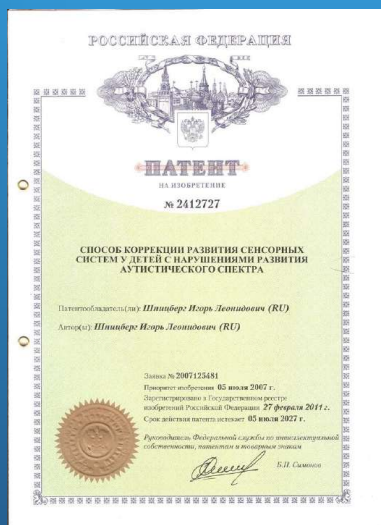 РОССИЙСКАЯ ФЕДЕРАЦИЯ
ПАТЕНТ
НА ИЗОБРЕТЕНИЕ
№ 2412727
СПОСОБ КОРРЕКЦИИ РАЗВИТИЯ СЕНСОРНЫХ
СИСТЕМ У ДЕТЕЙ С НАРУШЕНИЯМИ РАЗВИТИЯ
АУТИСТИЧЕСКОГО СПЕКТРА
Патентообладатель(ли): Шпицберг Игорь Леонидович (RU)
Автор(ы): Шпицберг Игорь Леонидович (RU)
Заявка № 2007125481
Приоритет изобретения 05 июля 2007 г.
Зарегистрировано в Государственном реестре
изобретений Российской Федерации 27 февраля 2011 г.
Срок действия патента истекает 05 июля 2027 г.
Руководитель Федеральной службы по интеллектуальной
собственности, патентам и товарным знакам
Б.П. Симонов